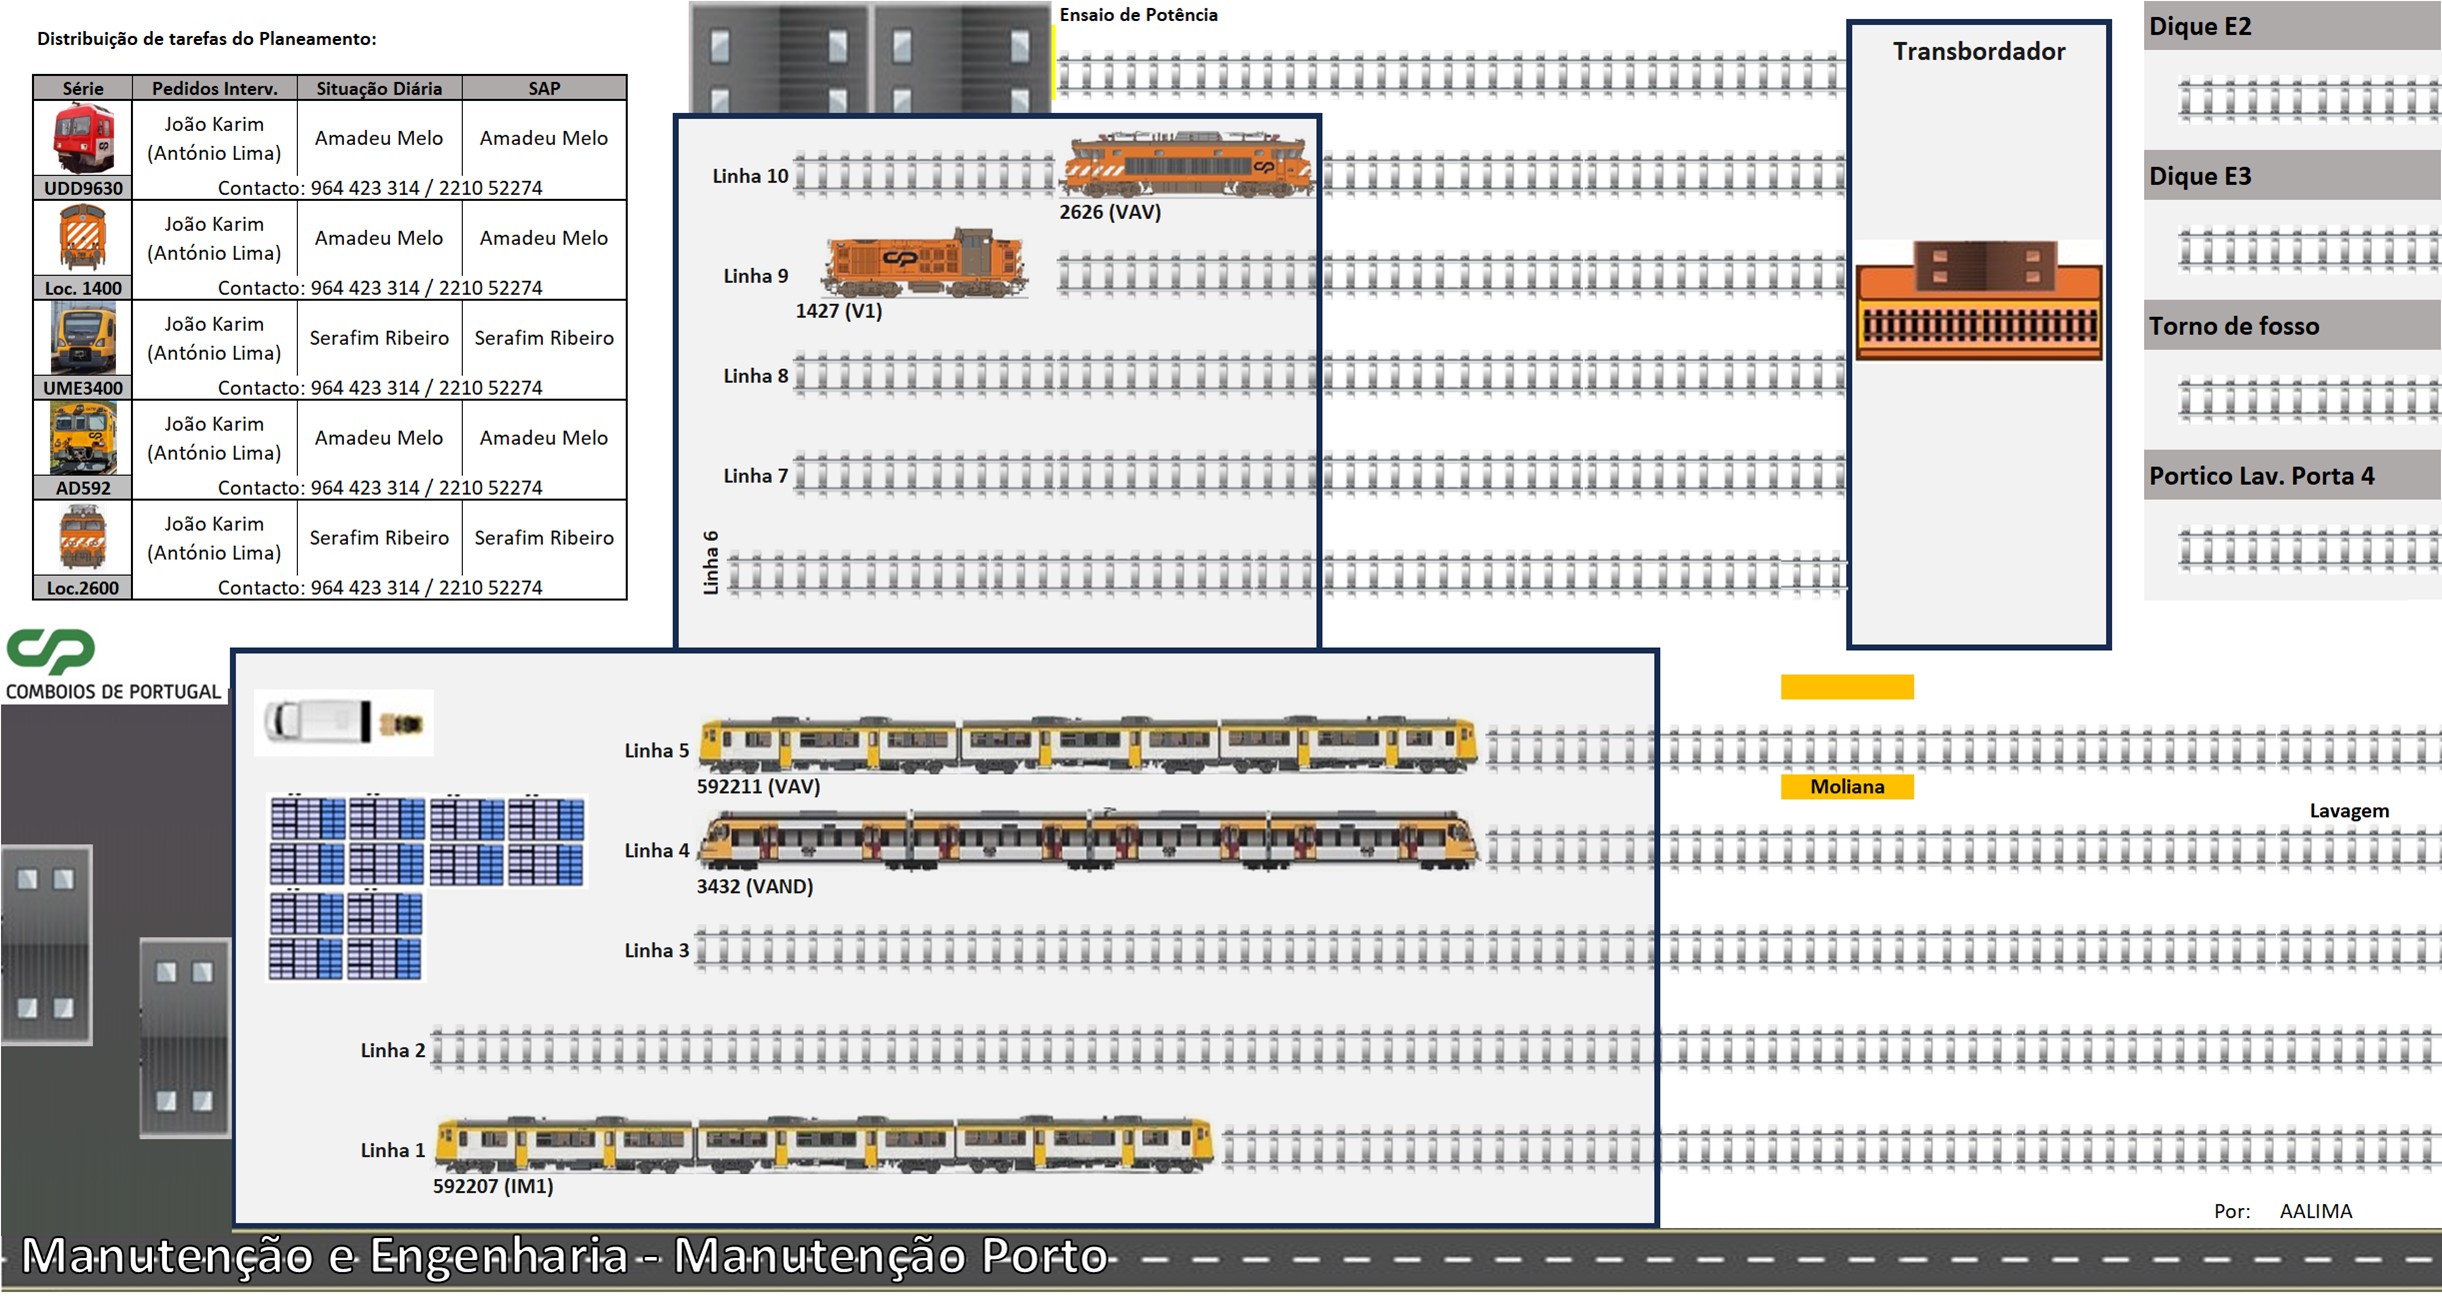 Distribuição de tarefas do Planeamento:
Série Pedidos Interv. Situação Diária SAP
João Karim
(António Lima) Amadeu Melo Amadeu Melo
UDD9630 Contacto: 964 423 314 / 2210 52274
João Karim
(António Lima) Amadeu Melo Amadeu Melo
Loc. 1400 Contacto: 964 423 314 / 2210 52274
João Karim
(António Lima) Serafim Ribeiro Serafim Ribeiro
UME3400 Contacto: 964 423 314 / 2210 52274
João Karim
(António Lima) Amadeu Melo Amadeu Melo
AD592 Contacto: 964 423 314 / 2210 52274
João Karim
(António Lima) Serafim Ribeiro Serafim Ribeiro
Loc.2600 Contacto: 964 423 314 / 2210 52274
CP
COMBOIOS DE PORTUGAL
Ensaio de Potência
Linha 10
2626 (VAV)
Linha 9
CP
1427 (V1)
Linha 8
Linha 7
Linha 6
Transbordador
Dique E2
Dique E3
Torno de fosso
Portico Lav. Porta 4
Linha 5
592211 (VAV)
Moliana
Lavagem
Linha 4
3432 (VAND)
Linha 3
Linha 2
Linha 1
592207 (IM1)
Por: AALIMA
Manutenção e Engenharia - Manutenção Porto